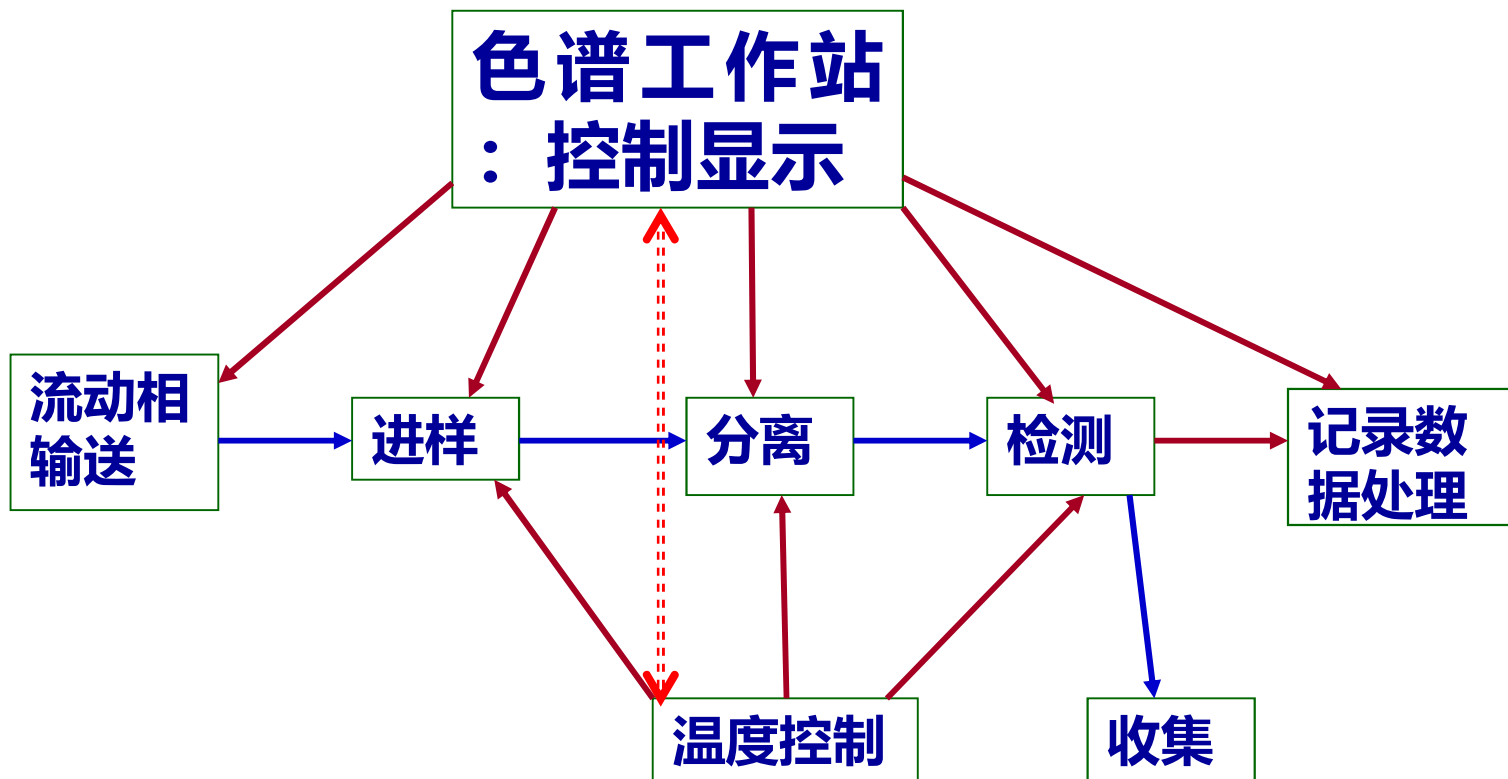 色谱工作站
：控制显示
流动相
输送
进样
分离
检测
记录数
据处理
温度控制
收集